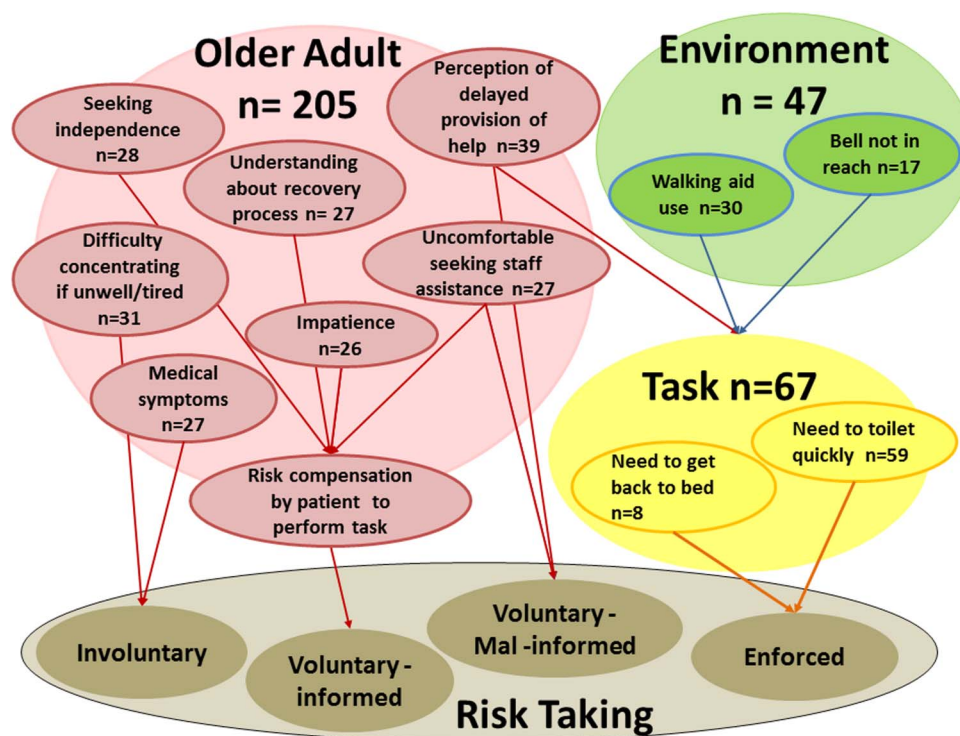 Older Adult
n= 205
Seeking
independence
n=28
Understanding
about recovery
process n= 27
Perception of
delayed
provision of
help n=39
Difficulty
concentrating
if unwell/tired
n=31
Uncomfortable
seeking staff
assistance n=27
Impatience
n=26
Medical
symptoms
n=27
Risk compensation
by patient to
perform task
Environment
n = 47
Walking aid
use n=30
Bell not in
reach n=17
Task n=67
Need to get
back to bed
n=8
Need to toilet
quickly n=59
Involuntary
Voluntary -
informed
Voluntary -
Mal -informed
Enforced
Risk Taking